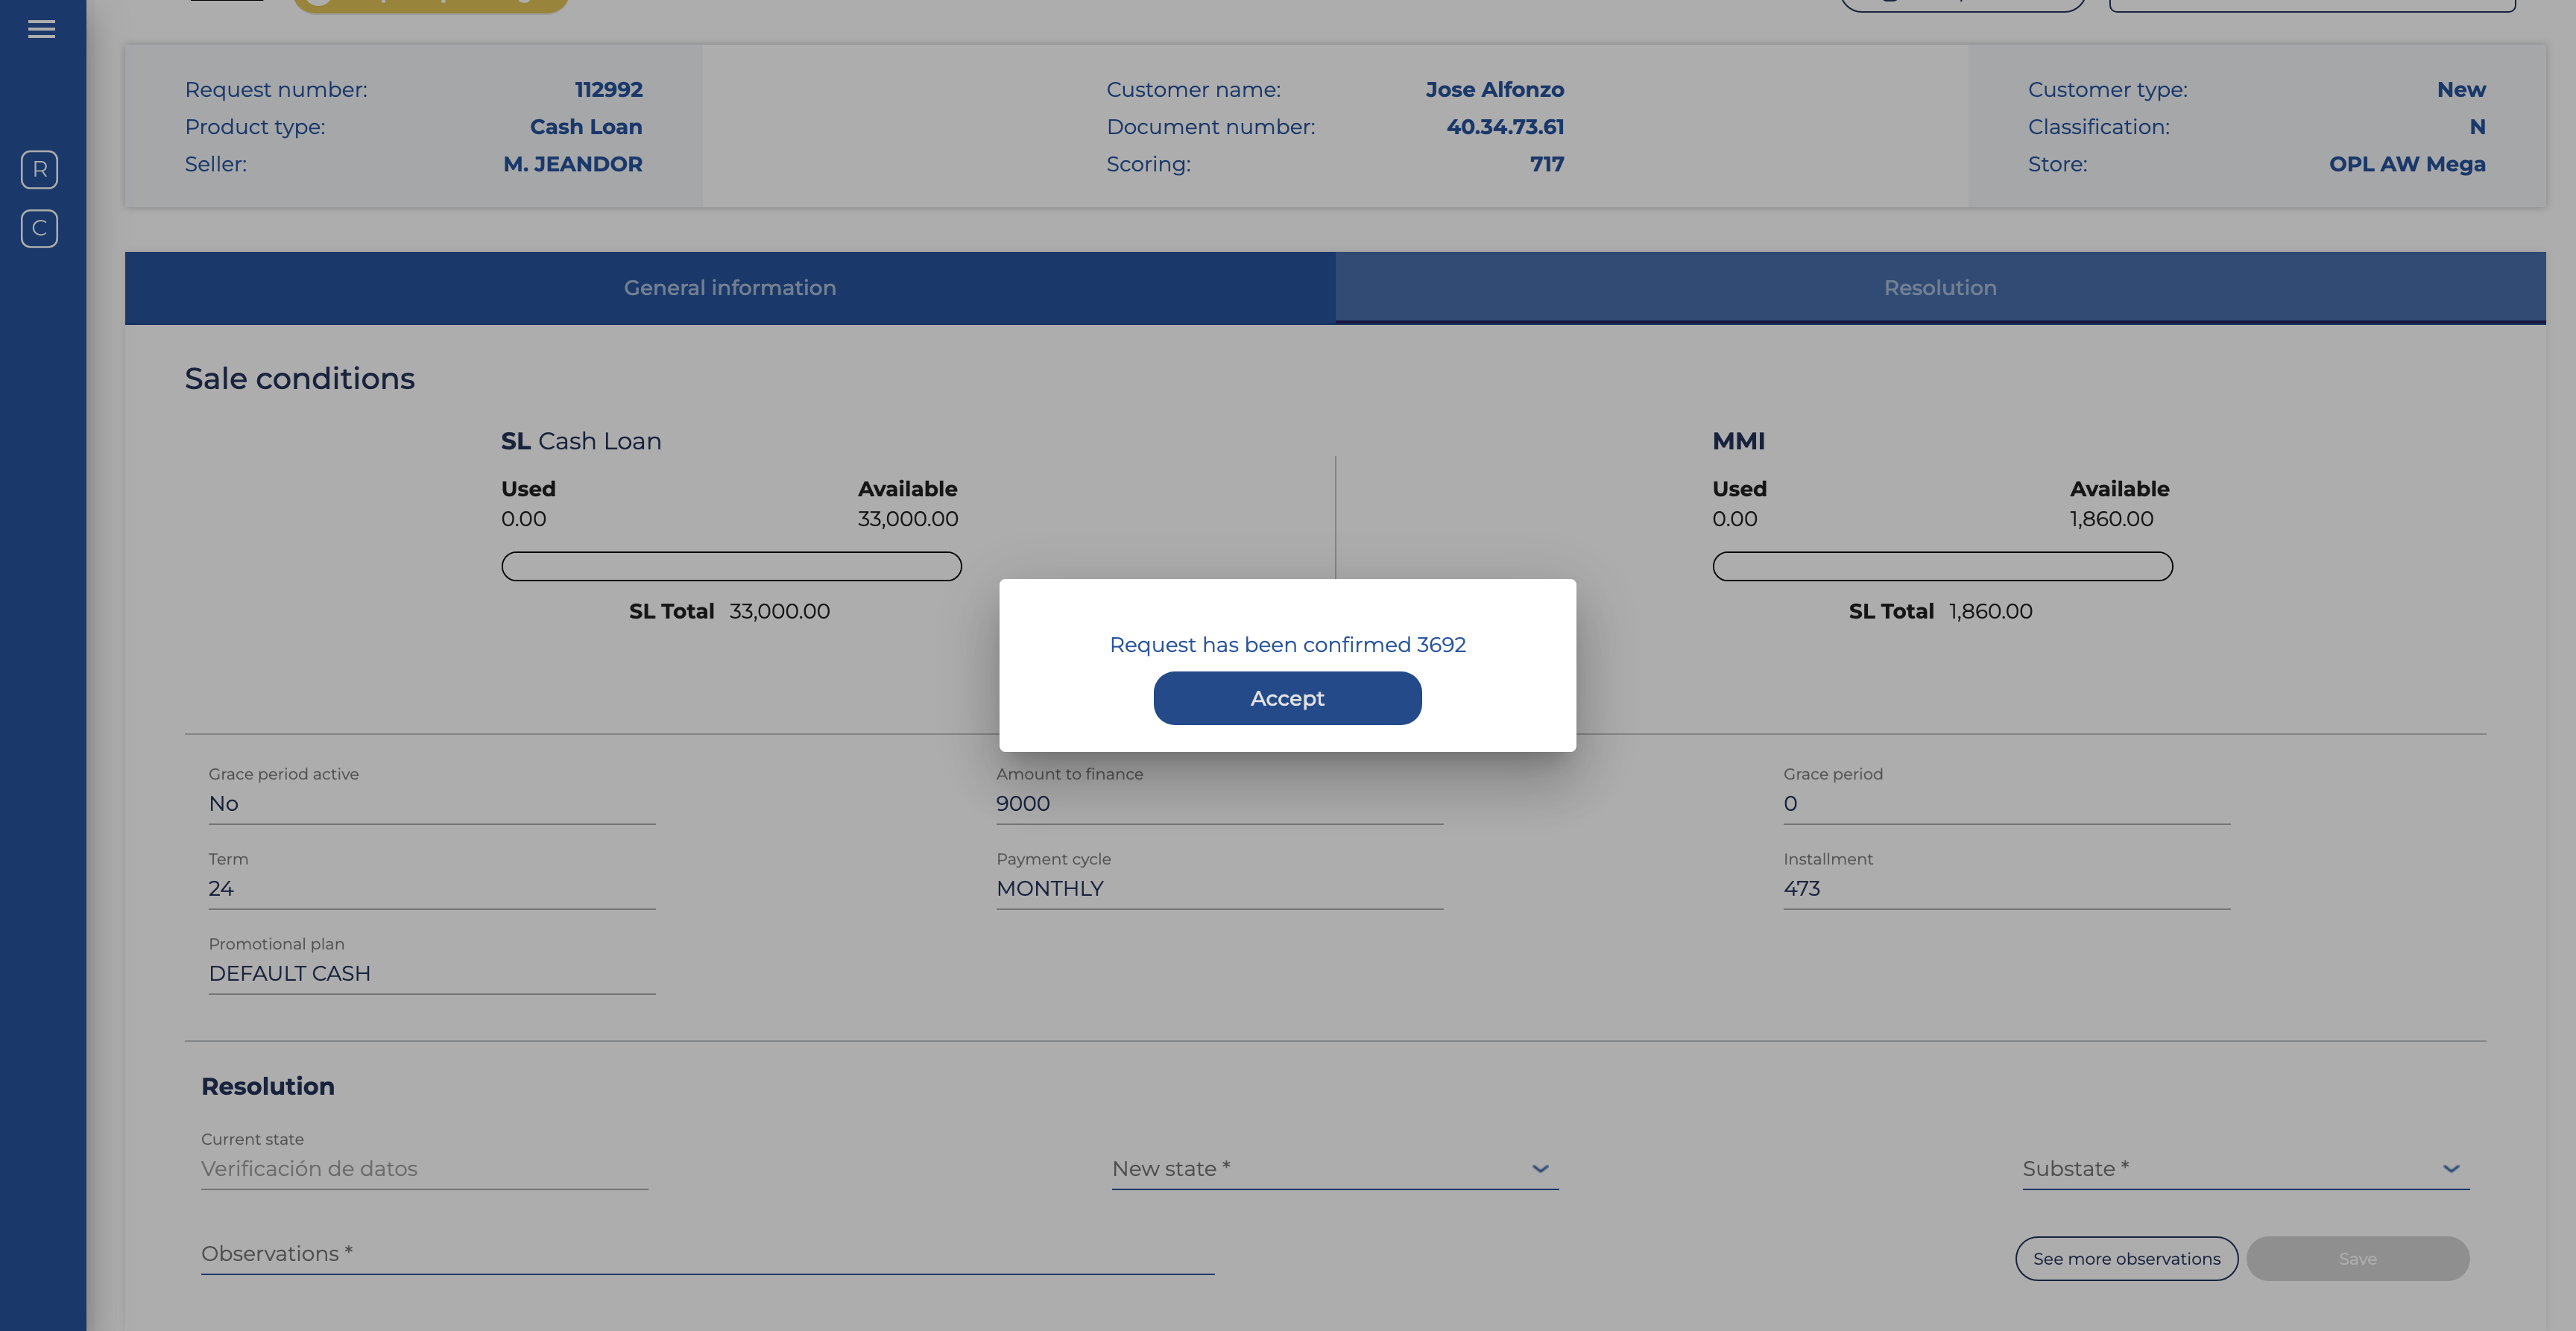 Request number: 112992
Customer name: Jose Alfonzo
Customer type: New
Product type: Cash Loan
Document number: 40.34.73.61
Classification: N
Seller: M. JEANDOR
Scoring: 717
Store: OPL AW Mega
R
C
General information
Resolution
Sale conditions
SL Cash Loan
MMI
Used Available
0.00 33,000.00
SL Total 33,000.00
Used Available
0.00 1,860.00
SL Total 1,860.00
Request has been confirmed 3692
Accept
Grace period active
No
Amount to finance
9000
Grace period
0
Term
24
Payment cycle
MONTHLY
Installment
473
Promotional plan
DEFAULT CASH
Resolution
Current state
Verificación de datos
New state *
Substate *
Observations *
See more observations
Save